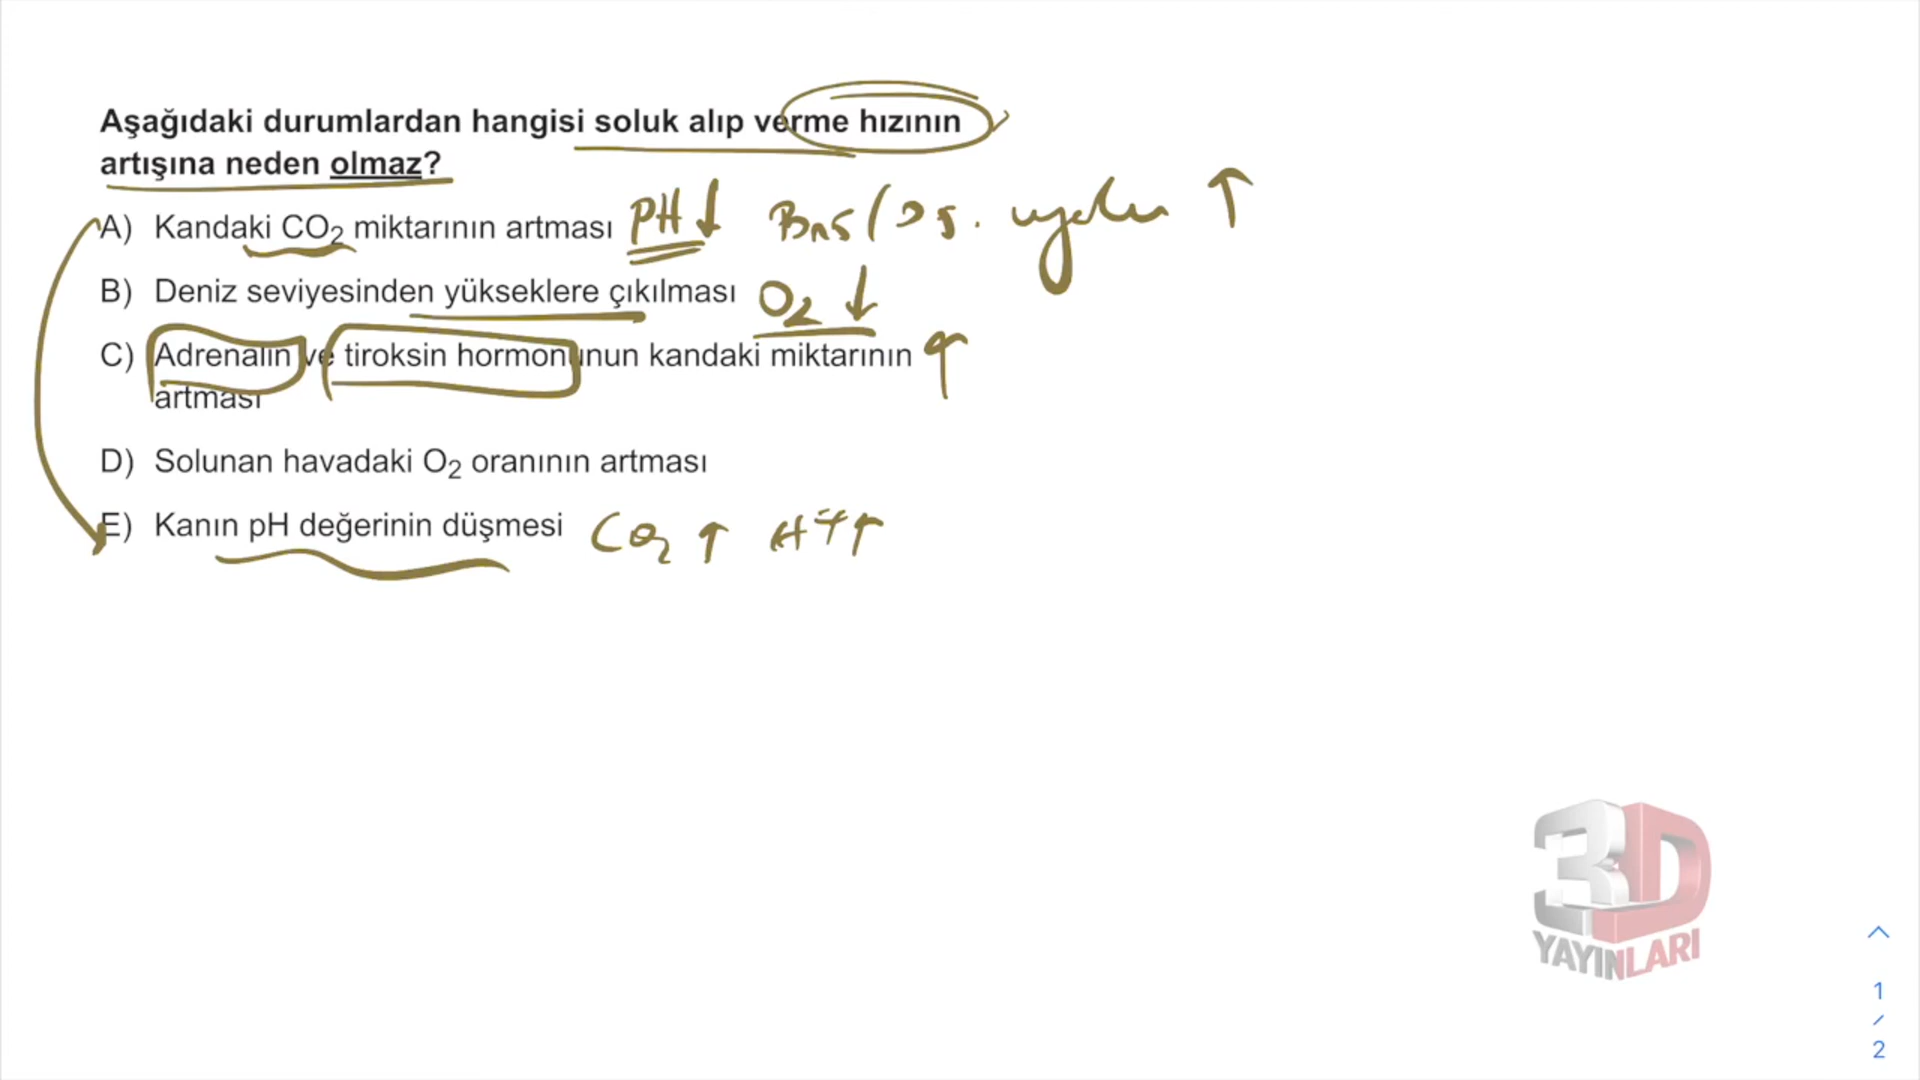 Aşağıdaki durumlardan hangisi soluk alıp verme hızının
artışına neden olmaz?
A) Kandaki CO₂ miktarının artması PH↓ ↑
B) Deniz seviyesinden yükseklere çıkılması O₂ ↓
C) Adrenalin ve tiroksin hormonunun kandaki miktarının ↑
artması
D) Solunan havadaki O₂ oranının artması
E) Kanın pH değerinin düşmesi CO₂ ↑ H⁺↑
3D
YAYINLARI
1
/
2